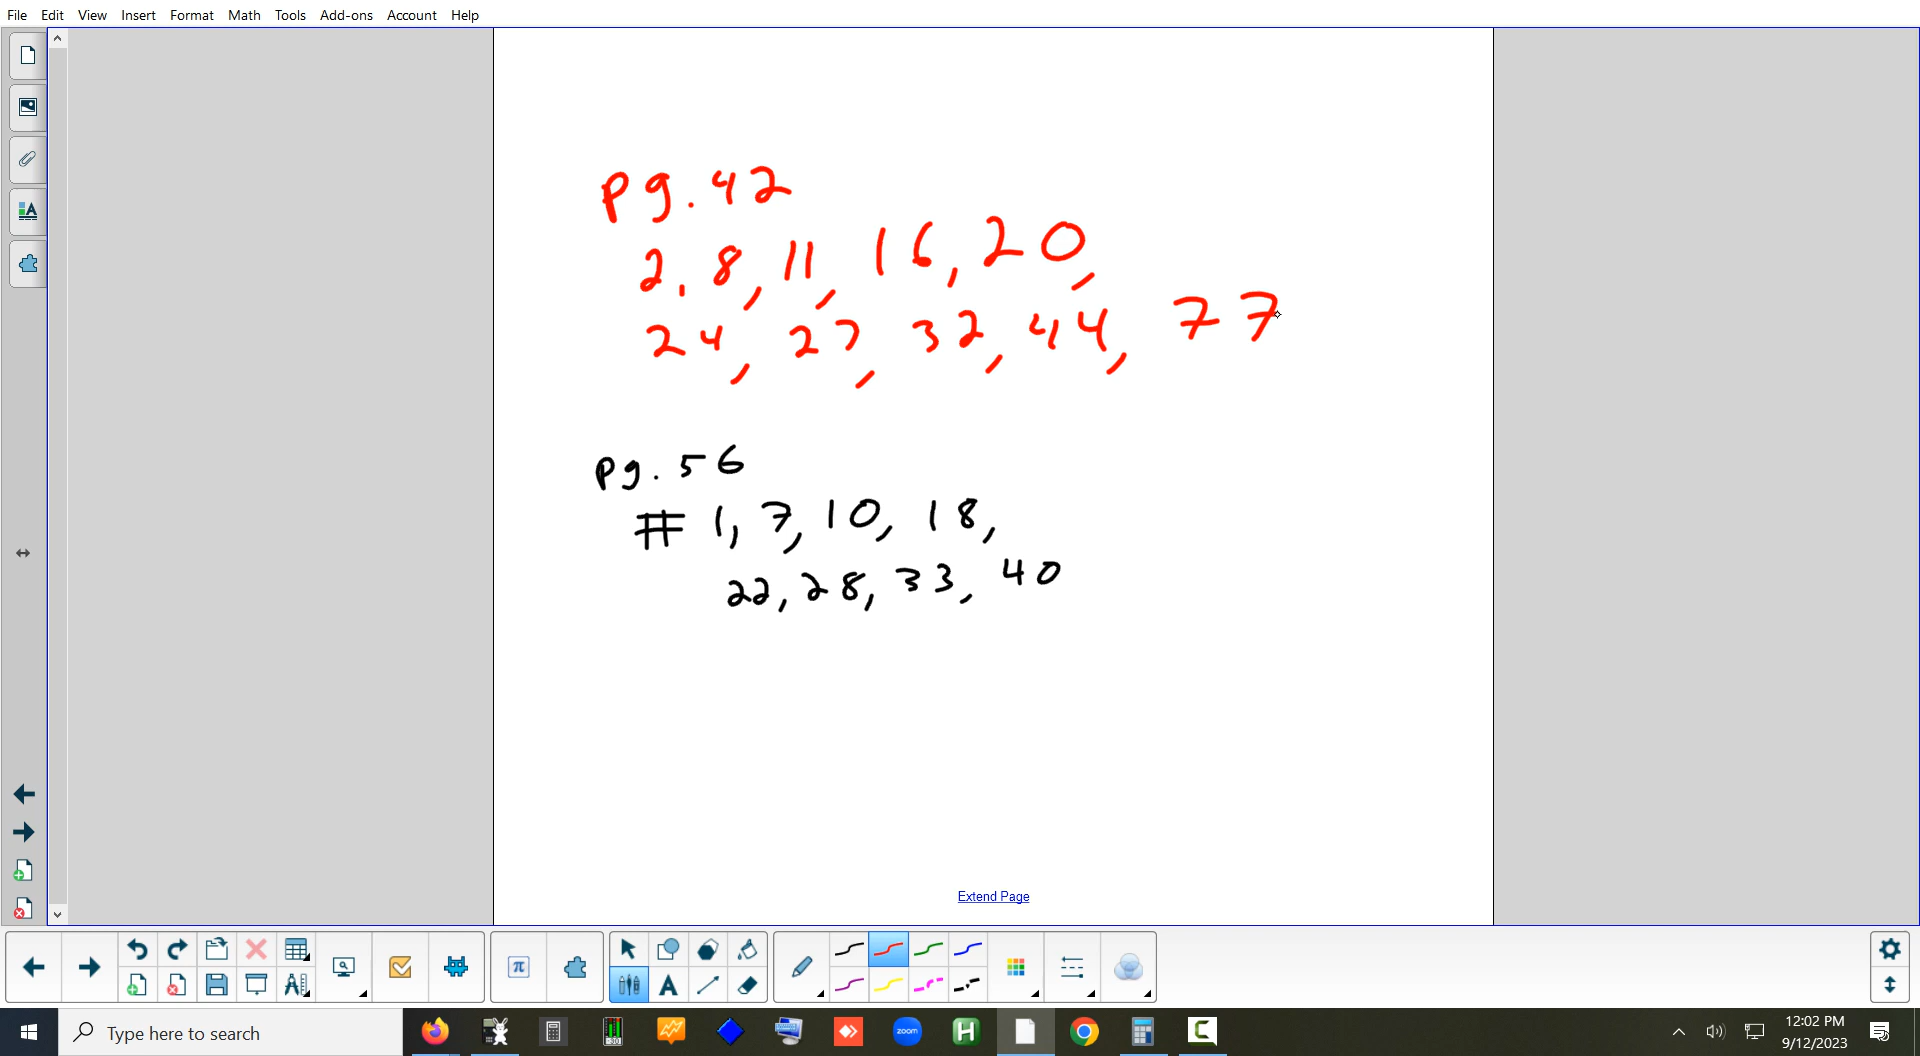 File Edit View Insert Format Math Tools Add-ons Account Help
pg. 42
2, 8, 11, 16, 20,
24, 27, 32, 44, 77
pg. 56
# 1, 7, 10, 18,
22, 28, 33, 40
Extend Page
Type here to search
zoom
12:02 PM
9/12/2023